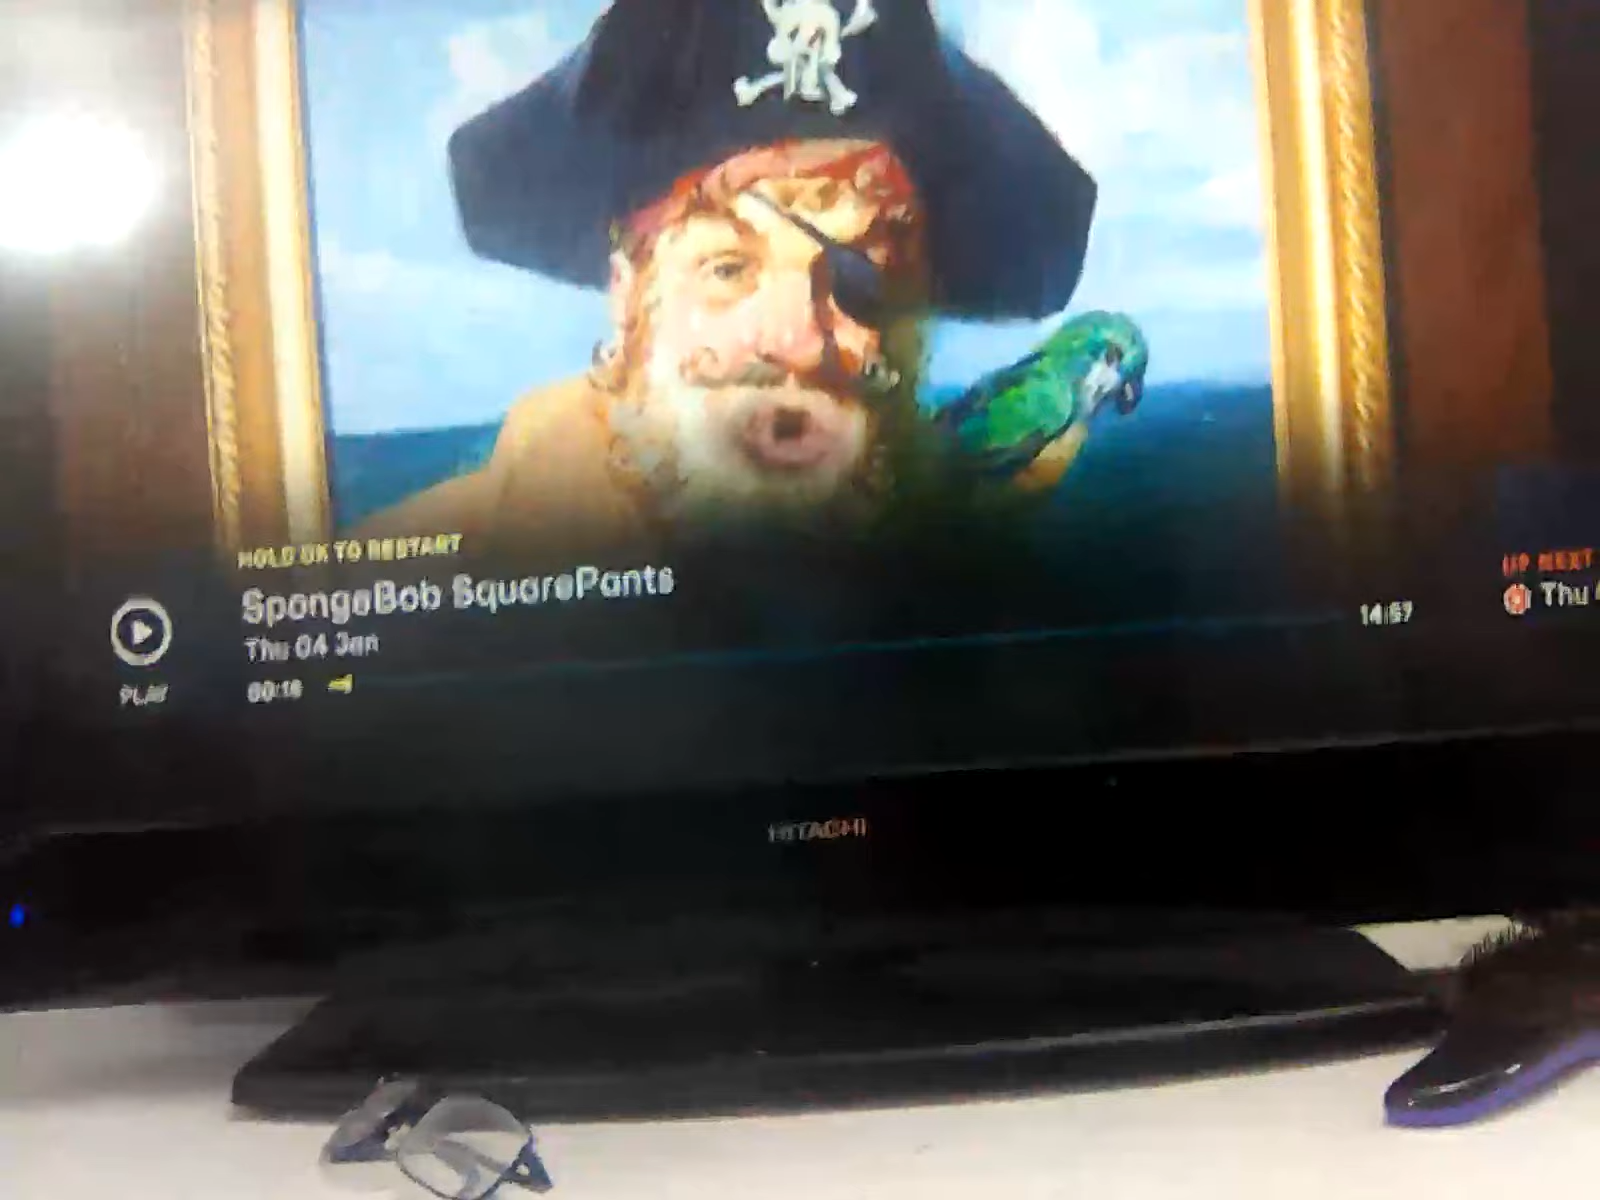 HOLD OK TO RESTART
SpongeBob SquarePants
Thu 04 Jan
14:57
UP NEXT
Thu
PLAY
00:16
HITACHI